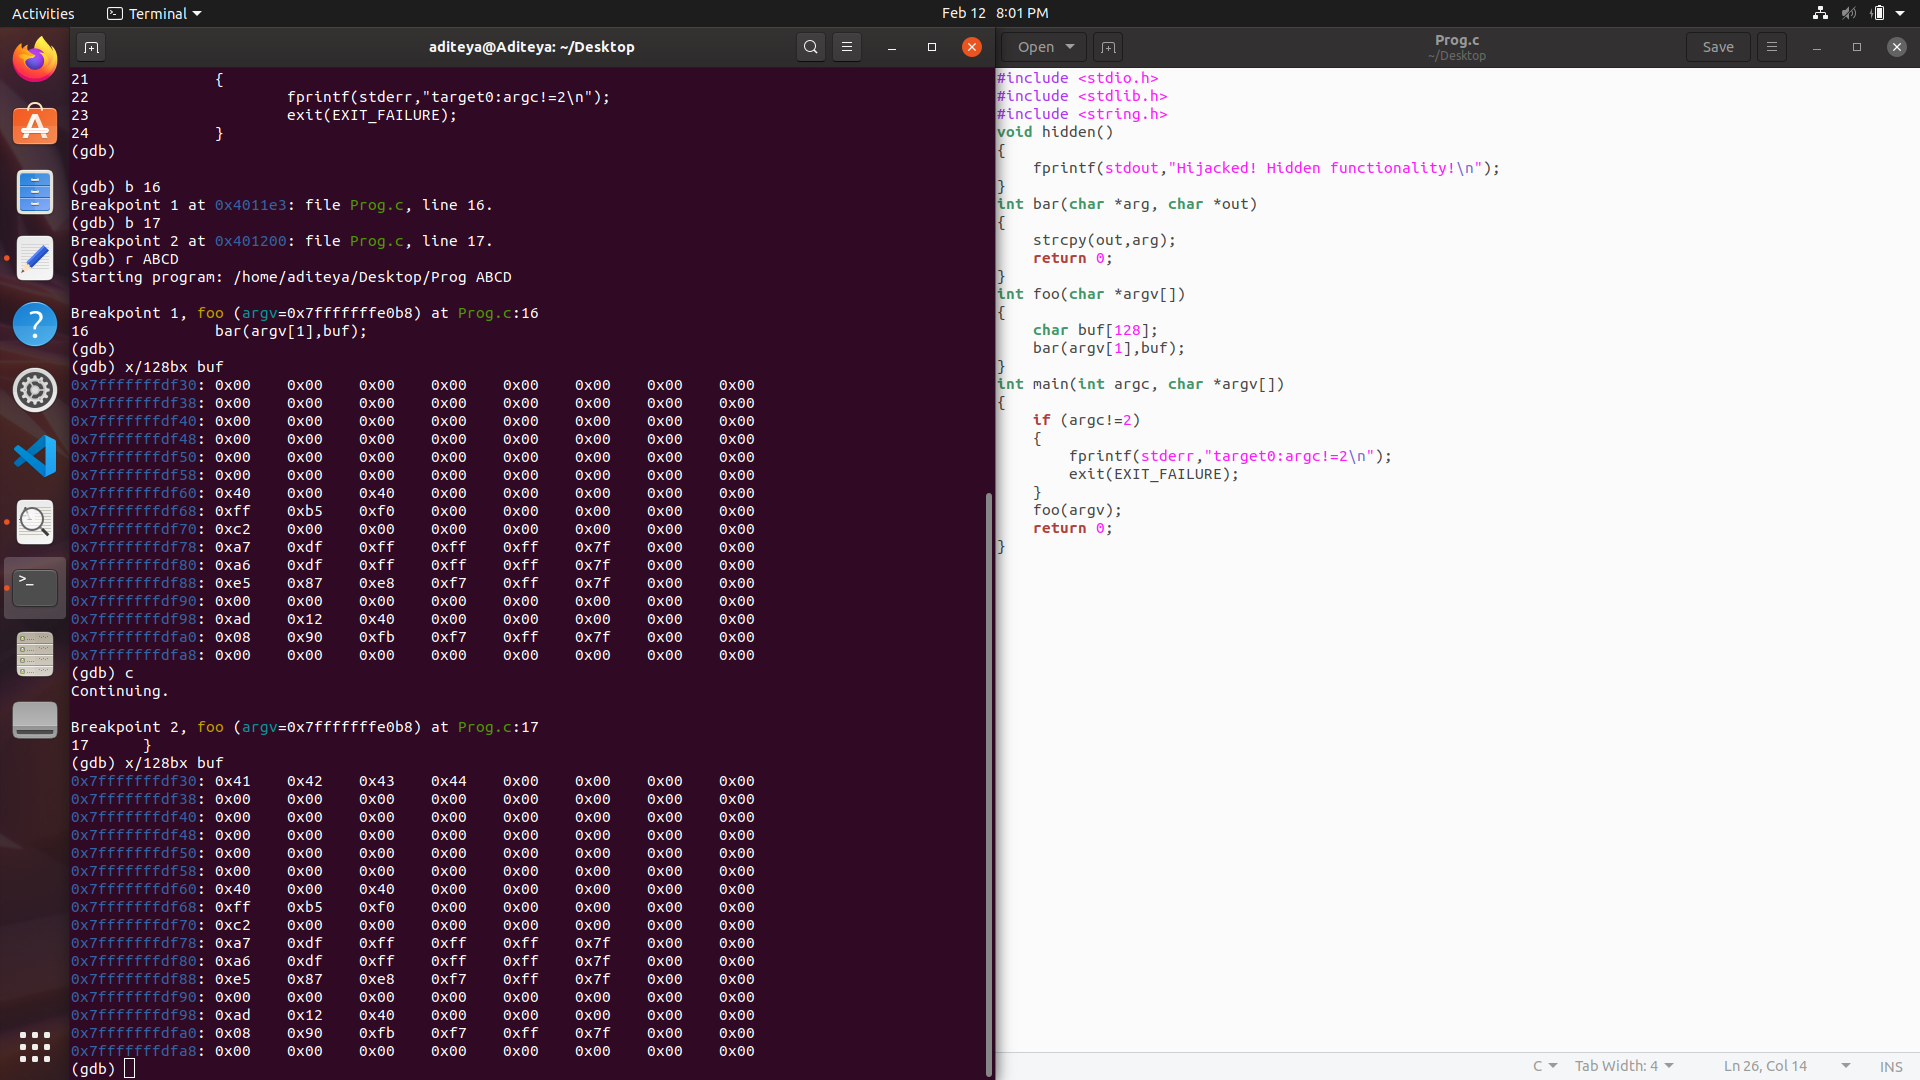 Activities Terminal Feb 12 8:01 PM
aditeya@Aditeya: ~/Desktop
21              {
22                      fprintf(stderr,"target0:argc!=2\n");
23                      exit(EXIT_FAILURE);
24              }
(gdb)
(gdb) b 16
Breakpoint 1 at 0x4011e3: file Prog.c, line 16.
(gdb) b 17
Breakpoint 2 at 0x401200: file Prog.c, line 17.
(gdb) r ABCD
Starting program: /home/aditeya/Desktop/Prog ABCD
Breakpoint 1, foo (argv=0x7fffffffe0b8) at Prog.c:16
16              bar(argv[1],buf);
(gdb)
(gdb) x/128bx buf
0x7fffffffdf30: 0x00 0x00 0x00 0x00 0x00 0x00 0x00 0x00
0x7fffffffdf38: 0x00 0x00 0x00 0x00 0x00 0x00 0x00 0x00
0x7fffffffdf40: 0x00 0x00 0x00 0x00 0x00 0x00 0x00 0x00
0x7fffffffdf48: 0x00 0x00 0x00 0x00 0x00 0x00 0x00 0x00
0x7fffffffdf50: 0x00 0x00 0x00 0x00 0x00 0x00 0x00 0x00
0x7fffffffdf58: 0x00 0x00 0x00 0x00 0x00 0x00 0x00 0x00
0x7fffffffdf60: 0x40 0x00 0x40 0x00 0x00 0x00 0x00 0x00
0x7fffffffdf68: 0xff 0xb5 0xf0 0x00 0x00 0x00 0x00 0x00
0x7fffffffdf70: 0xc2 0x00 0x00 0x00 0x00 0x00 0x00 0x00
0x7fffffffdf78: 0xa7 0xdf 0xff 0xff 0xff 0x7f 0x00 0x00
0x7fffffffdf80: 0xa6 0xdf 0xff 0xff 0xff 0x7f 0x00 0x00
0x7fffffffdf88: 0xe5 0x87 0xe8 0xf7 0xff 0x7f 0x00 0x00
0x7fffffffdf90: 0x00 0x00 0x00 0x00 0x00 0x00 0x00 0x00
0x7fffffffdf98: 0xad 0x12 0x40 0x00 0x00 0x00 0x00 0x00
0x7fffffffdfa0: 0x08 0x90 0xfb 0xf7 0xff 0x7f 0x00 0x00
0x7fffffffdfa8: 0x00 0x00 0x00 0x00 0x00 0x00 0x00 0x00
(gdb) c
Continuing.
Breakpoint 2, foo (argv=0x7fffffffe0b8) at Prog.c:17
17      }
(gdb) x/128bx buf
0x7fffffffdf30: 0x41 0x42 0x43 0x44 0x00 0x00 0x00 0x00
0x7fffffffdf38: 0x00 0x00 0x00 0x00 0x00 0x00 0x00 0x00
0x7fffffffdf40: 0x00 0x00 0x00 0x00 0x00 0x00 0x00 0x00
0x7fffffffdf48: 0x00 0x00 0x00 0x00 0x00 0x00 0x00 0x00
0x7fffffffdf50: 0x00 0x00 0x00 0x00 0x00 0x00 0x00 0x00
0x7fffffffdf58: 0x00 0x00 0x00 0x00 0x00 0x00 0x00 0x00
0x7fffffffdf60: 0x40 0x00 0x40 0x00 0x00 0x00 0x00 0x00
0x7fffffffdf68: 0xff 0xb5 0xf0 0x00 0x00 0x00 0x00 0x00
0x7fffffffdf70: 0xc2 0x00 0x00 0x00 0x00 0x00 0x00 0x00
0x7fffffffdf78: 0xa7 0xdf 0xff 0xff 0xff 0x7f 0x00 0x00
0x7fffffffdf80: 0xa6 0xdf 0xff 0xff 0xff 0x7f 0x00 0x00
0x7fffffffdf88: 0xe5 0x87 0xe8 0xf7 0xff 0x7f 0x00 0x00
0x7fffffffdf90: 0x00 0x00 0x00 0x00 0x00 0x00 0x00 0x00
0x7fffffffdf98: 0xad 0x12 0x40 0x00 0x00 0x00 0x00 0x00
0x7fffffffdfa0: 0x08 0x90 0xfb 0xf7 0xff 0x7f 0x00 0x00
0x7fffffffdfa8: 0x00 0x00 0x00 0x00 0x00 0x00 0x00 0x00
(gdb)
Open Prog.c Save
~/Desktop
#include <stdio.h>
#include <stdlib.h>
#include <string.h>
void hidden()
{
    fprintf(stdout,"Hijacked! Hidden functionality!\n");
}
int bar(char *arg, char *out)
{
    strcpy(out,arg);
    return 0;
}
int foo(char *argv[])
{
    char buf[128];
    bar(argv[1],buf);
}
int main(int argc, char *argv[])
{
    if (argc!=2)
    {
        fprintf(stderr,"target0:argc!=2\n");
        exit(EXIT_FAILURE);
    }
    foo(argv);
    return 0;
}
C Tab Width: 4 Ln 26, Col 14 INS